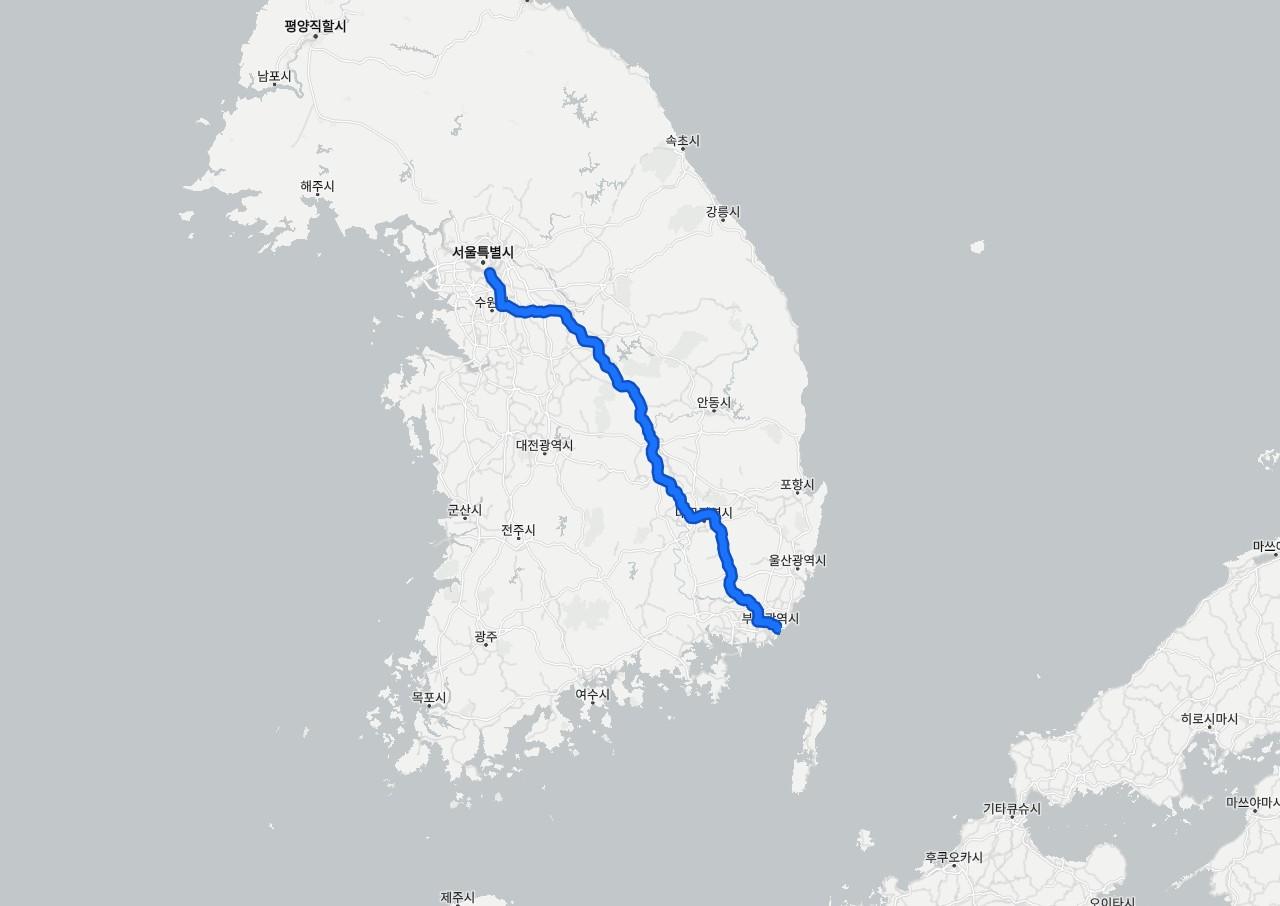 평양직할시
남포시
속초시
해주시
강릉시
서울특별시
수원
안동시
대전광역시
포항시
군산시
전주시
마쓰
울산광역시
광주
목포시
여수시
히로시마시
기타큐슈시
마쓰야마시
후쿠오카시
제주시
오이타시